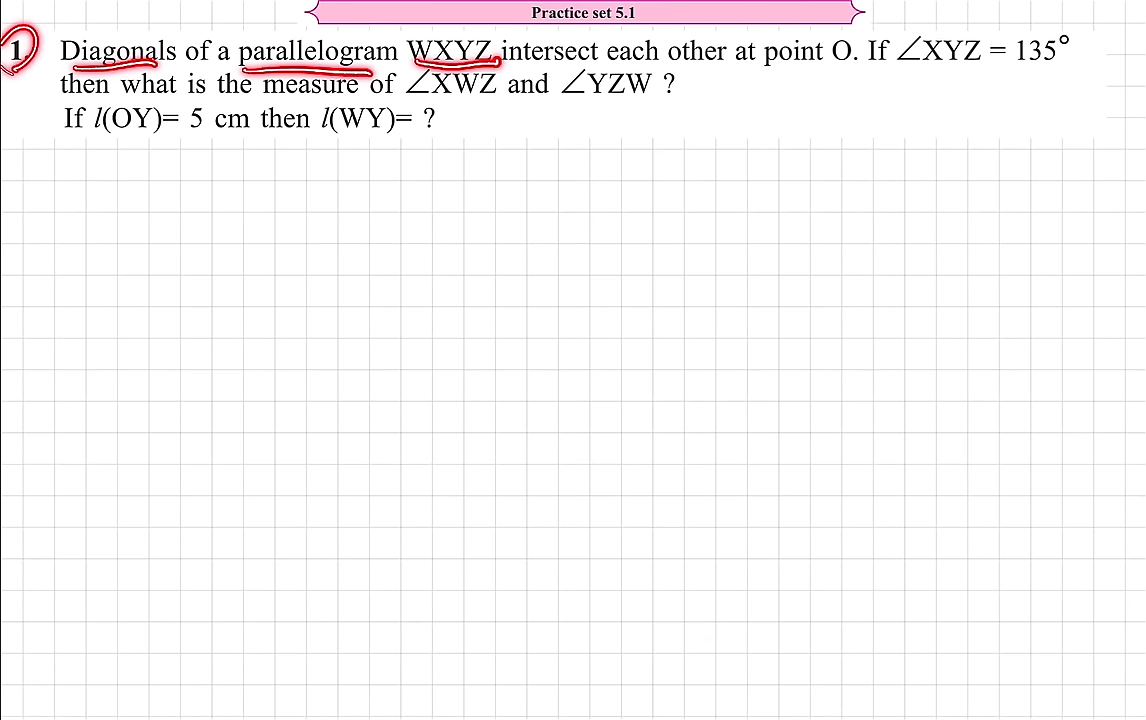 Practice set 5.1
1 Diagonals of a parallelogram WXYZ intersect each other at point O. If ∠XYZ = 135°
then what is the measure of ∠XWZ and ∠YZW ?
If l(OY)= 5 cm then l(WY)= ?